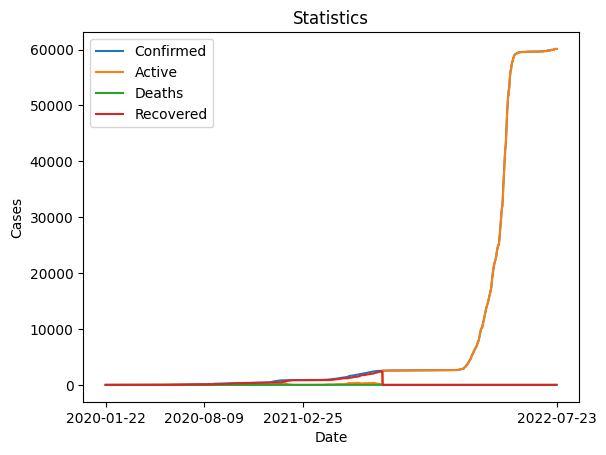 Statistics
Confirmed
Active
Deaths
Recovered
60000
50000
40000
30000
20000
10000
0
Cases
2020-01-22 2020-08-09 2021-02-25 2022-07-23
Date